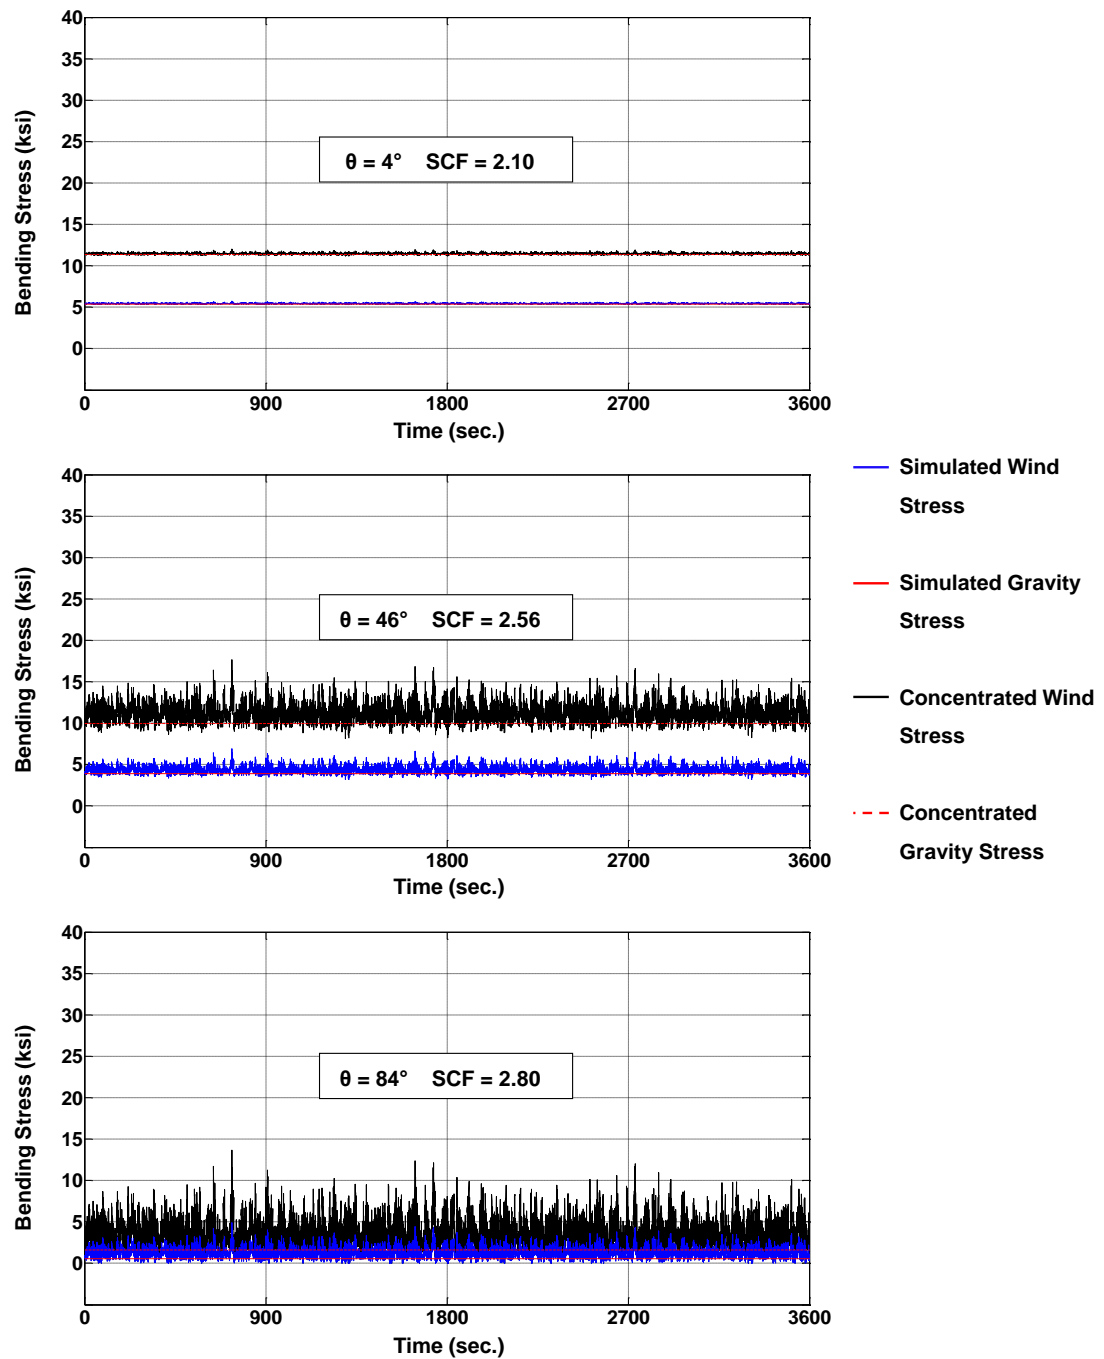 40
35
30
25
20
15
10
5
0
Bending Stress (ksi)
θ = 4° SCF = 2.10
0 900 1800 2700 3600
Time (sec.)
40
35
30
25
20
15
10
5
0
Bending Stress (ksi)
θ = 46° SCF = 2.56
0 900 1800 2700 3600
Time (sec.)
40
35
30
25
20
15
10
5
0
Bending Stress (ksi)
θ = 84° SCF = 2.80
0 900 1800 2700 3600
Time (sec.)
Simulated Wind
Stress
Simulated Gravity
Stress
Concentrated Wind
Stress
Concentrated
Gravity Stress